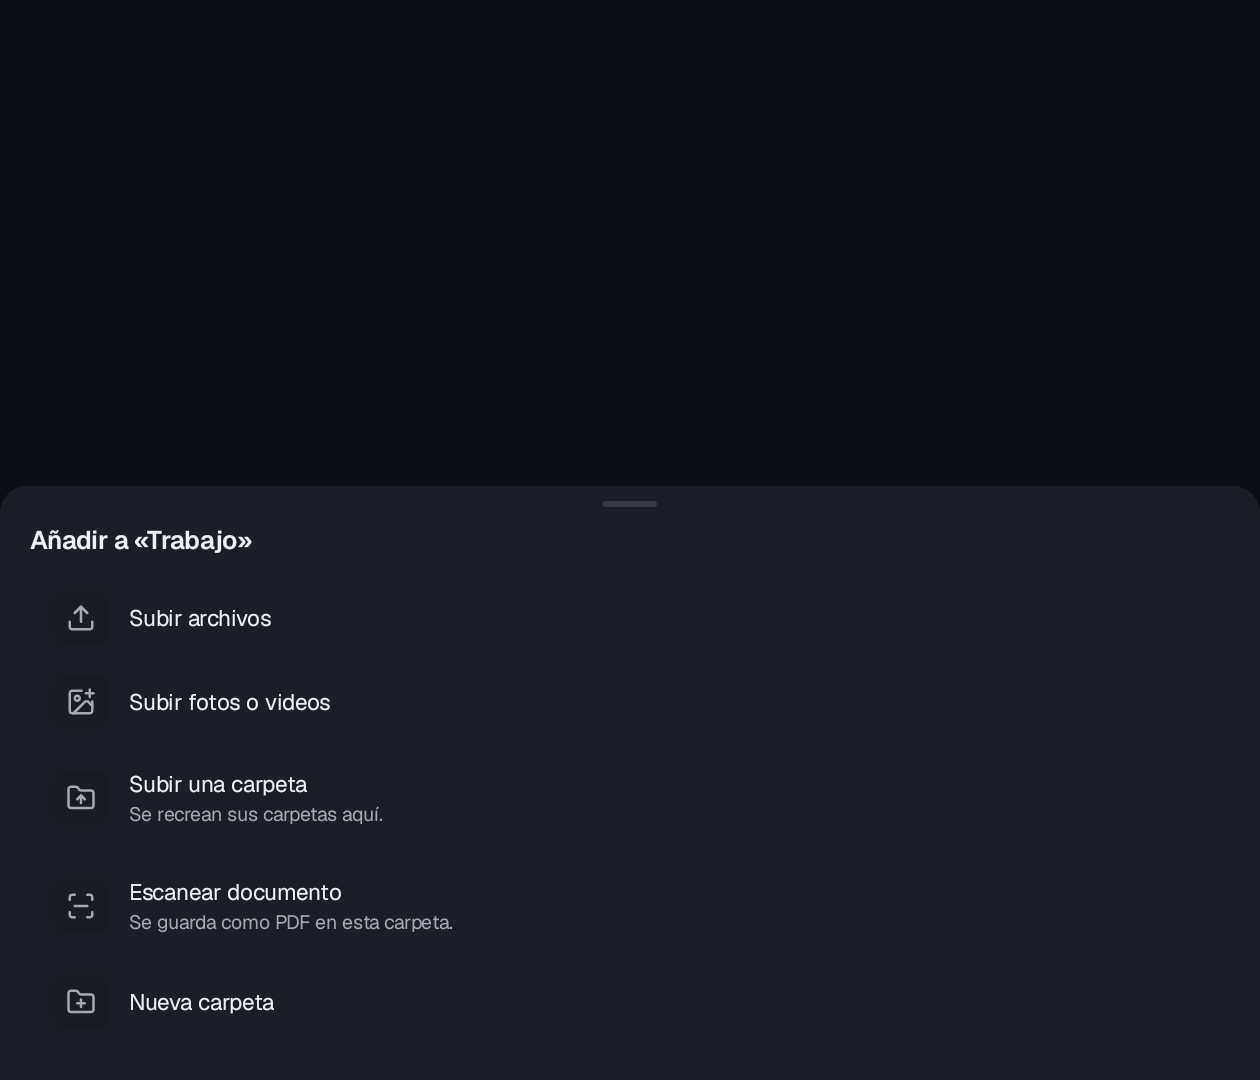 Añadir a «Trabajo»
Subir archivos
Subir fotos o videos
Subir una carpeta
Se recrean sus carpetas aquí.
Escanear documento
Se guarda como PDF en esta carpeta.
Nueva carpeta